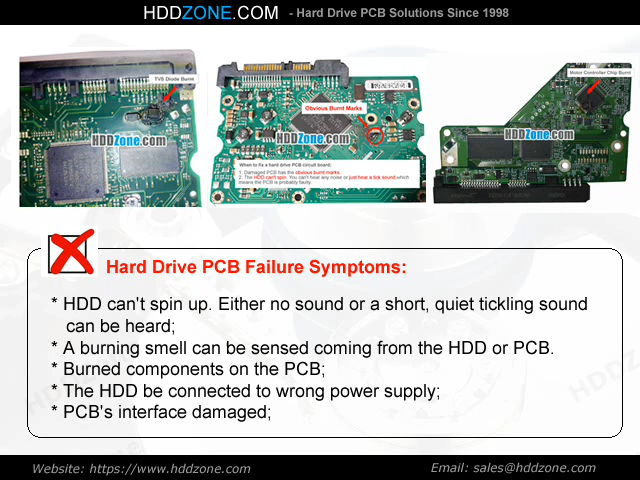 HDDZONE.COM - Hard Drive PCB Solutions Since 1998
TVS Diode Burnt
HDDZone.com
Obvious Burnt Marks
HDDZone.com
When to fix a hard drive PCB circuit board:
1. Damaged PCB has the obvious burnt marks
2. The HDD can't spin. You can't hear any noise or just hear a tick sound which
means the PCB is probably faulty.
Motor Controller Chip Burnt
HDDZone.com
Hard Drive PCB Failure Symptoms:
* HDD can't spin up. Either no sound or a short, quiet tickling sound
can be heard;
* A burning smell can be sensed coming from the HDD or PCB.
* Burned components on the PCB;
* The HDD be connected to wrong power supply;
* PCB's interface damaged;
Website: https://www.hddzone.com
Email: sales@hddzone.com